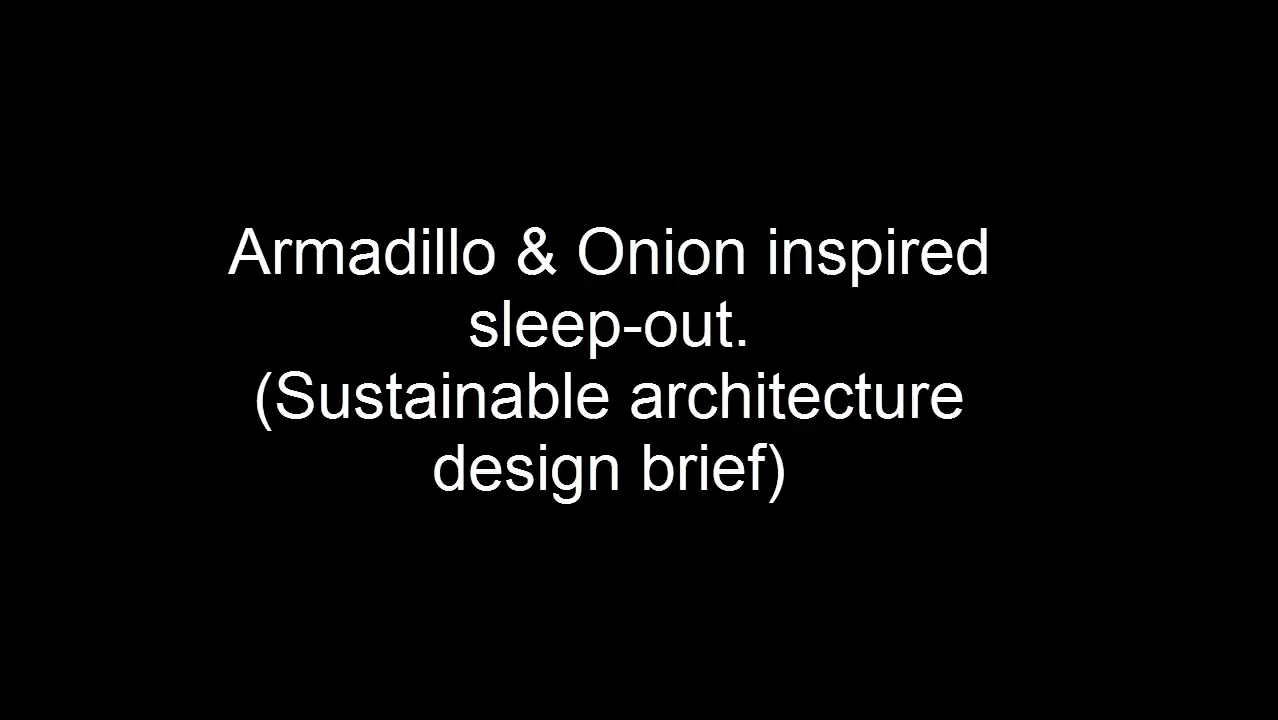 Armadillo & Onion inspired
sleep-out.
(Sustainable architecture
design brief)